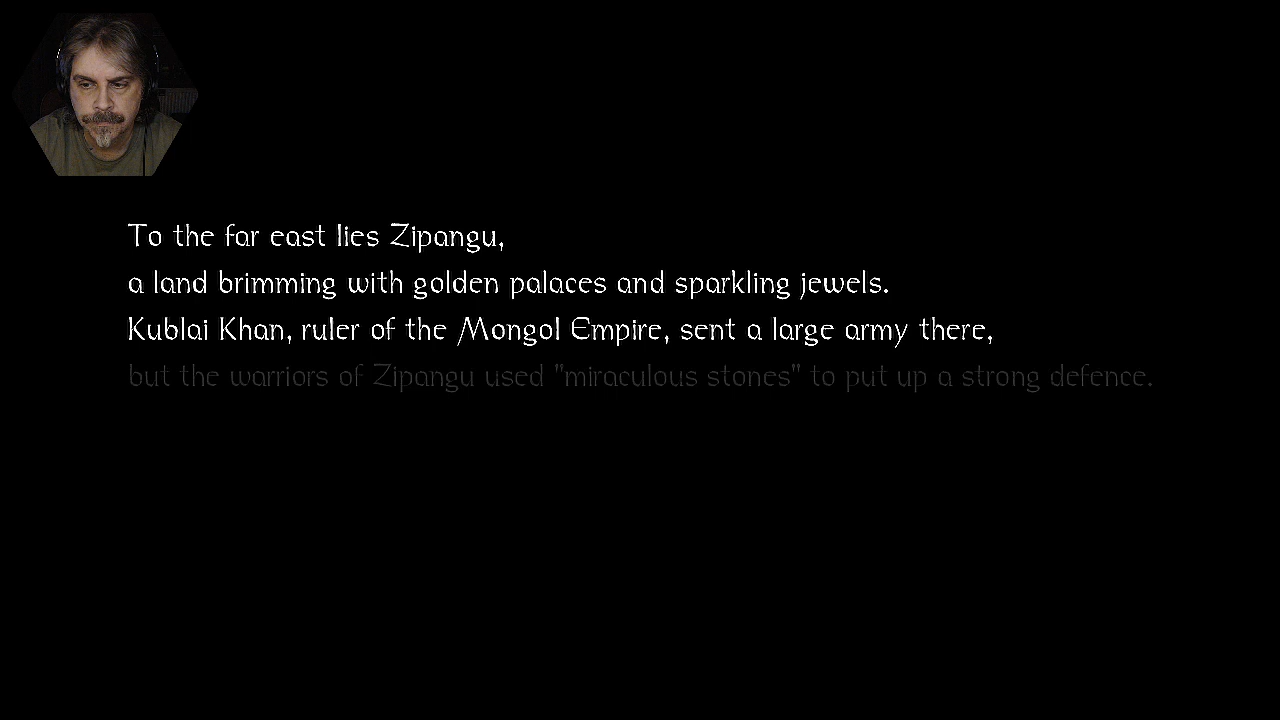 To the far east lies Zipangu,
a land brimming with golden palaces and sparkling jewels.
Kublai Khan, ruler of the Mongol Empire, sent a large army there,
but the warriors of Zipangu used "miraculous stones" to put up a strong defence.